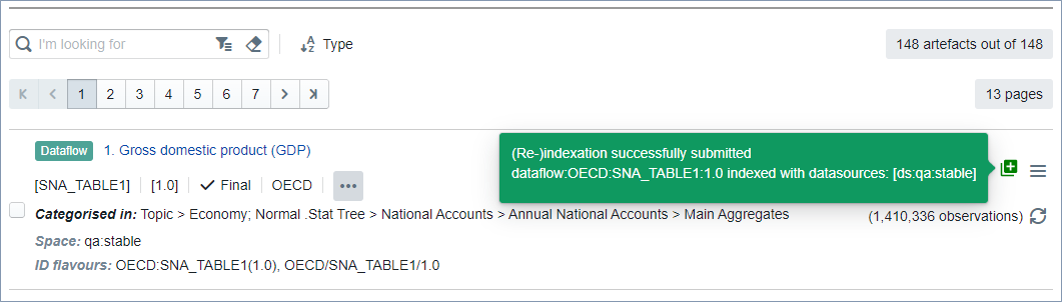 I'm looking for
Type
148 artefacts out of 148
1 2 3 4 5 6 7
13 pages
Dataflow 1. Gross domestic product (GDP)
(Re-)indexation successfully submitted
dataflow:OECD:SNA_TABLE1:1.0 indexed with datasources: [ds:qa:stable]
[SNA_TABLE1] [1.0] Final OECD •••
Categorised in: Topic > Economy; Normal .Stat Tree > National Accounts > Annual National Accounts > Main Aggregates
(1,410,336 observations)
Space: qa:stable
ID flavours: OECD:SNA_TABLE1(1.0), OECD/SNA_TABLE1/1.0